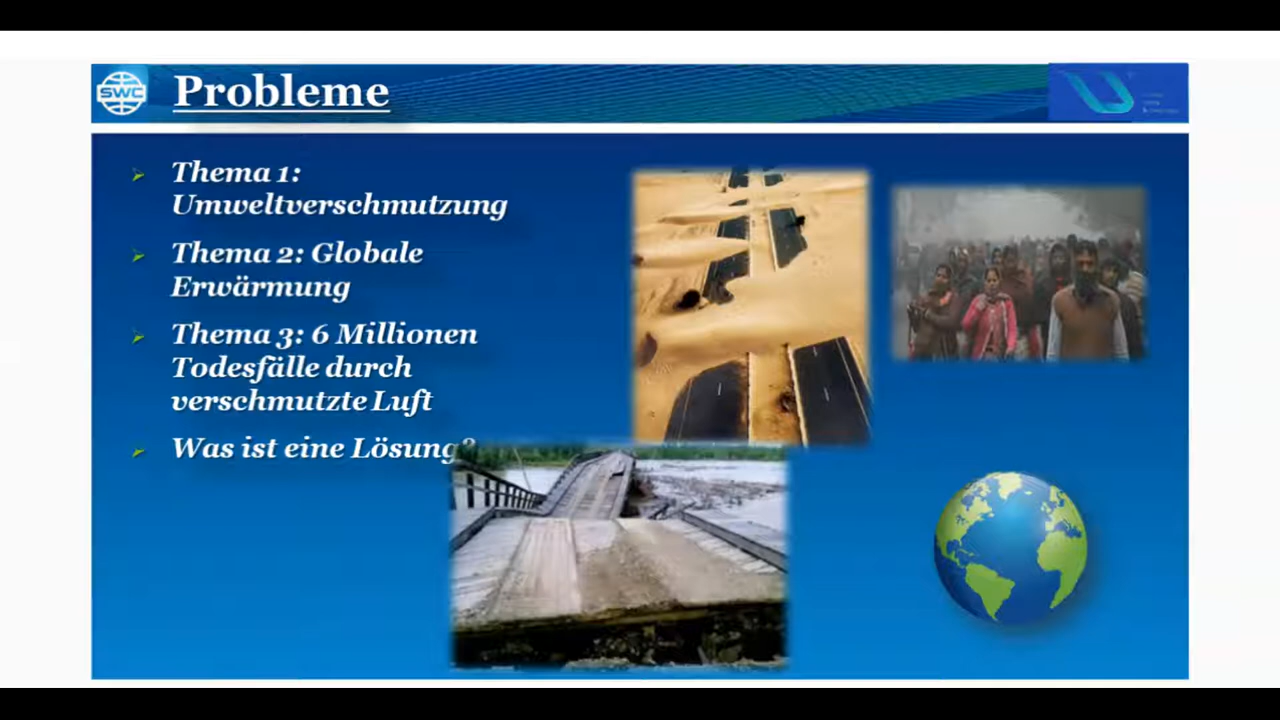 SWC
Probleme
Thema 1:
Umweltverschmutzung
Thema 2: Globale
Erwärmung
Thema 3: 6 Millionen
Todesfälle durch
verschmutzte Luft
Was ist eine Lösung?